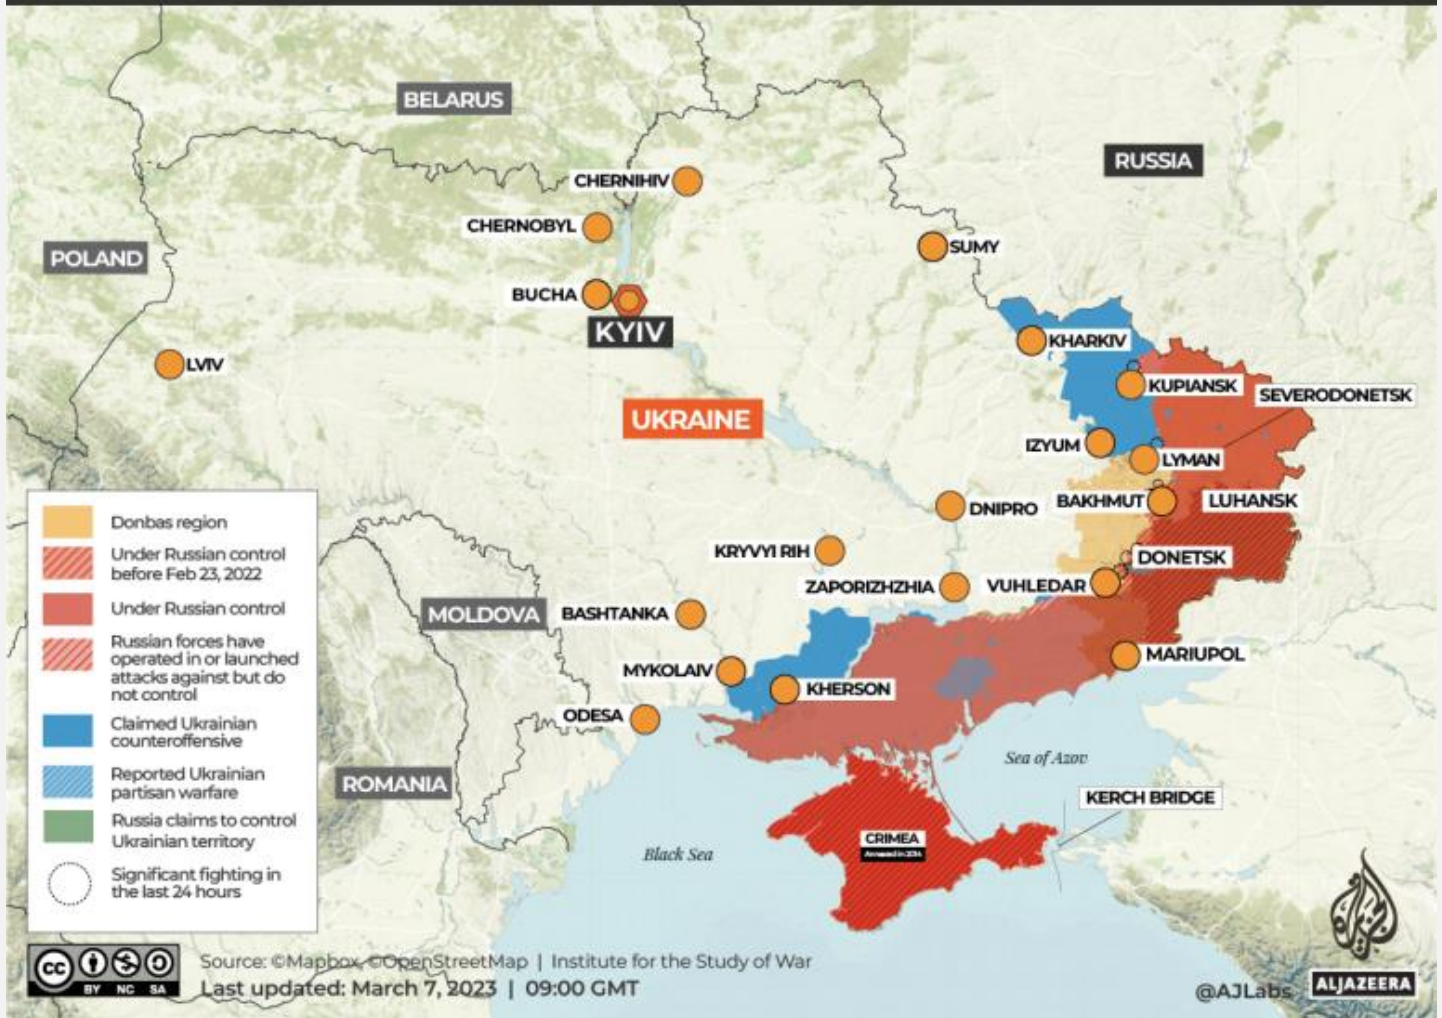 BELARUS
RUSSIA
CHERNIHIV
CHERNOBYL
SUMY
POLAND
BUCHA
KYIV
KHARKIV
LVIV
KUPIANSK
SEVERODONETSK
UKRAINE
IZYUM
LYMAN
BAKHMUT
LUHANSK
DNIPRO
KRYVYI RIH
DONETSK
ZAPORIZHZHIA
VUHLEDAR
MOLDOVA
BASHTANKA
MARIUPOL
MYKOLAIV
KHERSON
ODESA
Sea of Azov
ROMANIA
KERCH BRIDGE
CRIMEA
Annexed in 2014
Black Sea
Donbas region
Under Russian control
before Feb 23, 2022
Under Russian control
Russian forces have
operated in or launched
attacks against but do
not control
Claimed Ukrainian
counteroffensive
Reported Ukrainian
partisan warfare
Russia claims to control
Ukrainian territory
Significant fighting in
the last 24 hours
cc BY NC SA
Source: ©Mapbox, ©OpenStreetMap | Institute for the Study of War
Last updated: March 7, 2023 | 09:00 GMT
@AJLabs
الجزيرة
ALJAZEERA